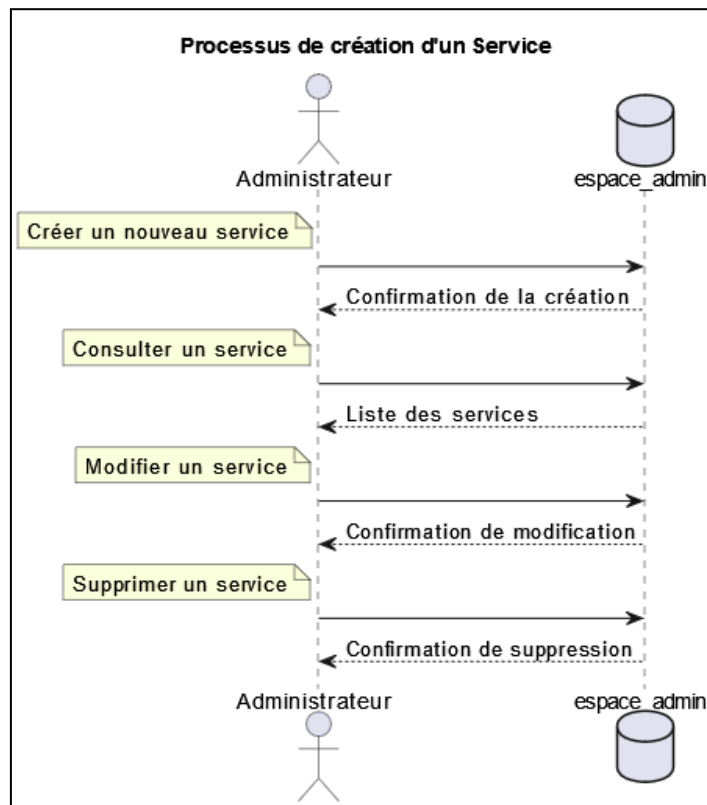 Processus de création d'un Service
Administrateur
espace_admin
Créer un nouveau service
Confirmation de la création
Consulter un service
Liste des services
Modifier un service
Confirmation de modification
Supprimer un service
Confirmation de suppression
Administrateur
espace_admin